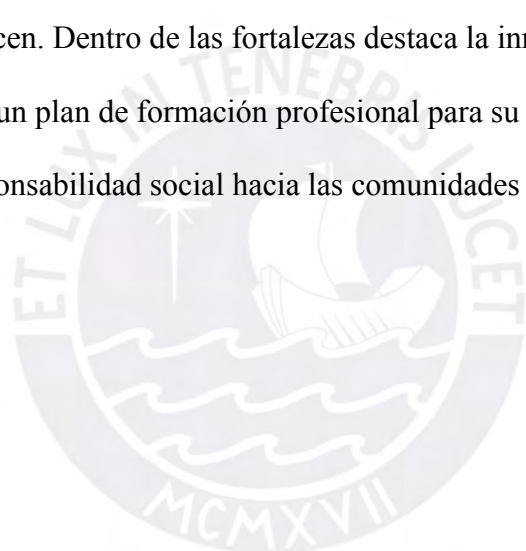 cen. Dentro de las fortalezas destaca la inn
un plan de formación profesional para su
onsabilidad social hacia las comunidades
ET LUX IN TENEBRIS LUCET
MCMXVII